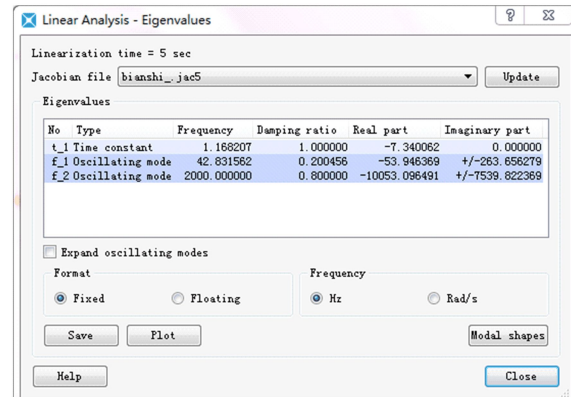 Linear Analysis - Eigenvalues
Linearization time = 5 sec
Jacobian file bianshi_.jac5 Update
Eigenvalues
No Type Frequency Damping ratio Real part Imaginary part
t_1 Time constant 1.168207 1.000000 -7.340062 0.000000
f_1 Oscillating mode 42.831562 0.200456 -53.946369 +/-263.656279
f_2 Oscillating mode 2000.000000 0.800000 -10053.096491 +/-7539.822369
Expand oscillating modes
Format Frequency
Fixed Floating Hz Rad/s
Save Plot Modal shapes
Help Close